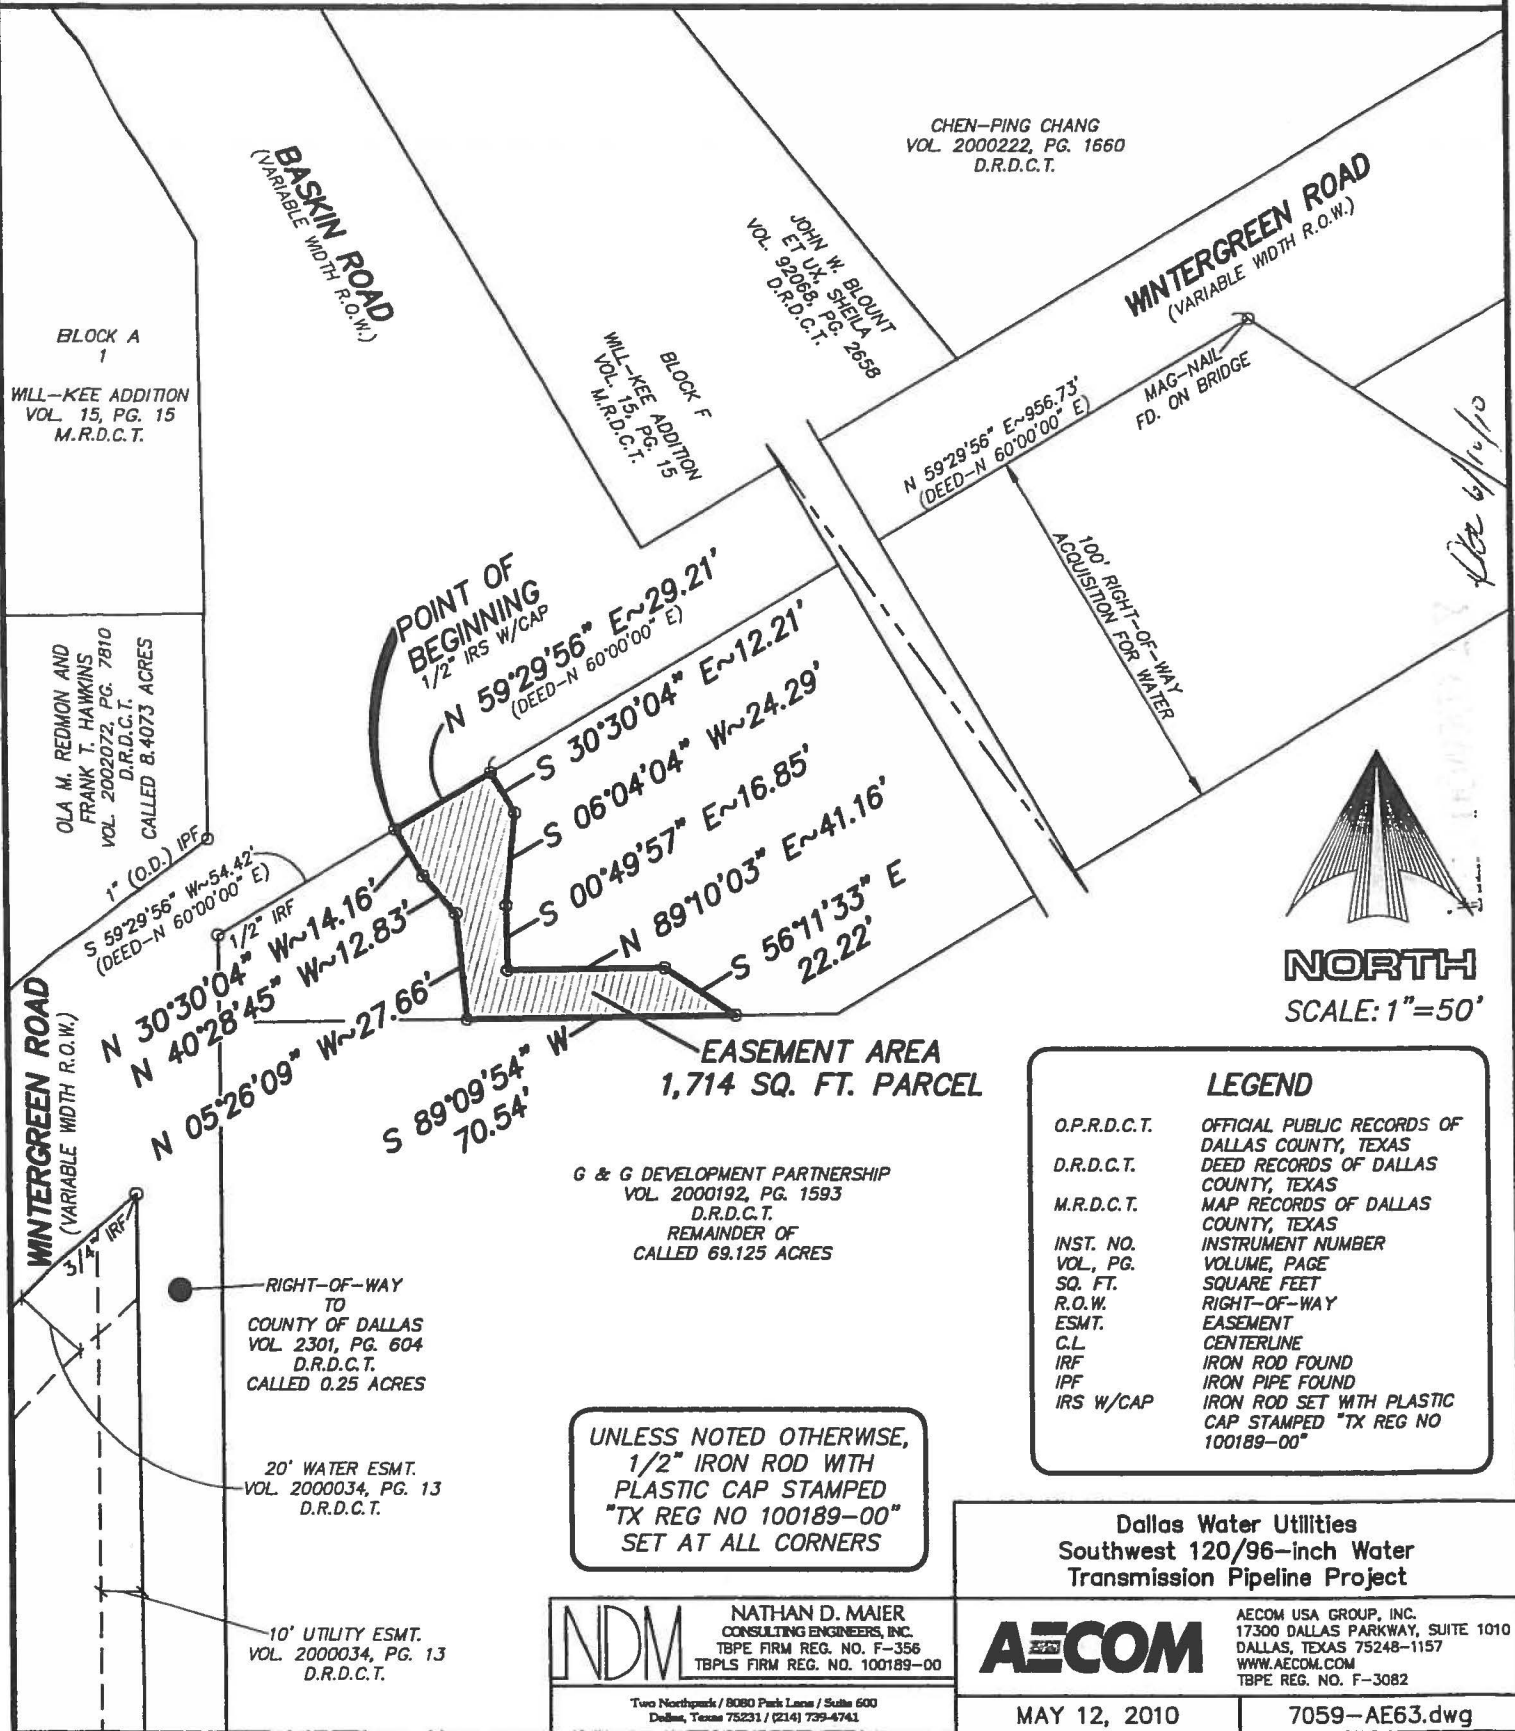 CHEN-PING CHANG
VOL. 2000222, PG. 1660
D.R.D.C.T.
BASKIN ROAD
(VARIABLE WIDTH R.O.W.)
JOHN W. BLOUNT
ET UX, SHEILA
VOL. 92068, PG. 2658
D.R.D.C.T.
WINTERGREEN ROAD
(VARIABLE WIDTH R.O.W.)
BLOCK A
1
WILL-KEE ADDITION
VOL. 15, PG. 15
M.R.D.C.T.
BLOCK F
WILL-KEE ADDITION
VOL. 15, PG. 15
M.R.D.C.T.
MAG-NAIL
FD. ON BRIDGE
N 59°29'56" E~956.73'
(DEED-N 60°00'00" E)
6/10/10
100' RIGHT-OF-WAY
ACQUISITION FOR WATER
POINT OF
BEGINNING
1/2" IRS W/CAP
N 59°29'56" E~29.21'
(DEED-N 60°00'00" E)
S 30°30'04" E~12.21'
S 06°04'04" W~24.29'
S 00°49'57" E~16.85'
N 89°10'03" E~41.16'
S 56°11'33" E
22.22'
OLA M. REDMON AND
FRANK T. HAWKINS
VOL. 2002072, PG. 7810
D.R.D.C.T.
CALLED 8.4073 ACRES
1" (O.D.) IPF
S 59°29'56" W~54.42'
(DEED-N 60°00'00" E)
1/2" IRF
N 30°30'04" W~14.16'
N 40°28'45" W~12.83'
N 05°26'09" W~27.66'
S 89°09'54" W
70.54'
EASEMENT AREA
1,714 SQ. FT. PARCEL
NORTH
SCALE: 1"=50'
WINTERGREEN ROAD
(VARIABLE WIDTH R.O.W.)
3/4" IRF
G & G DEVELOPMENT PARTNERSHIP
VOL. 2000192, PG. 1593
D.R.D.C.T.
REMAINDER OF
CALLED 69.125 ACRES
RIGHT-OF-WAY
TO
COUNTY OF DALLAS
VOL. 2301, PG. 604
D.R.D.C.T.
CALLED 0.25 ACRES
20' WATER ESMT.
VOL. 2000034, PG. 13
D.R.D.C.T.
10' UTILITY ESMT.
VOL. 2000034, PG. 13
D.R.D.C.T.
LEGEND
O.P.R.D.C.T. OFFICIAL PUBLIC RECORDS OF
DALLAS COUNTY, TEXAS
D.R.D.C.T. DEED RECORDS OF DALLAS
COUNTY, TEXAS
M.R.D.C.T. MAP RECORDS OF DALLAS
COUNTY, TEXAS
INST. NO. INSTRUMENT NUMBER
VOL, PG. VOLUME, PAGE
SQ. FT. SQUARE FEET
R.O.W. RIGHT-OF-WAY
ESMT. EASEMENT
C.L. CENTERLINE
IRF IRON ROD FOUND
IPF IRON PIPE FOUND
IRS W/CAP IRON ROD SET WITH PLASTIC
CAP STAMPED "TX REG NO
100189-00"
UNLESS NOTED OTHERWISE,
1/2" IRON ROD WITH
PLASTIC CAP STAMPED
"TX REG NO 100189-00"
SET AT ALL CORNERS
Dallas Water Utilities
Southwest 120/96-inch Water
Transmission Pipeline Project
NDM
NATHAN D. MAIER
CONSULTING ENGINEERS, INC.
TBPE FIRM REG. NO. F-356
TBPLS FIRM REG. NO. 100189-00
Two Northpark / 8080 Park Lane / Suite 600
Dallas, Texas 75231 / (214) 739-4741
AECOM
AECOM USA GROUP, INC.
17300 DALLAS PARKWAY, SUITE 1010
DALLAS, TEXAS 75248-1157
WWW.AECOM.COM
TBPE REG. NO. F-3082
MAY 12, 2010
7059-AE63.dwg